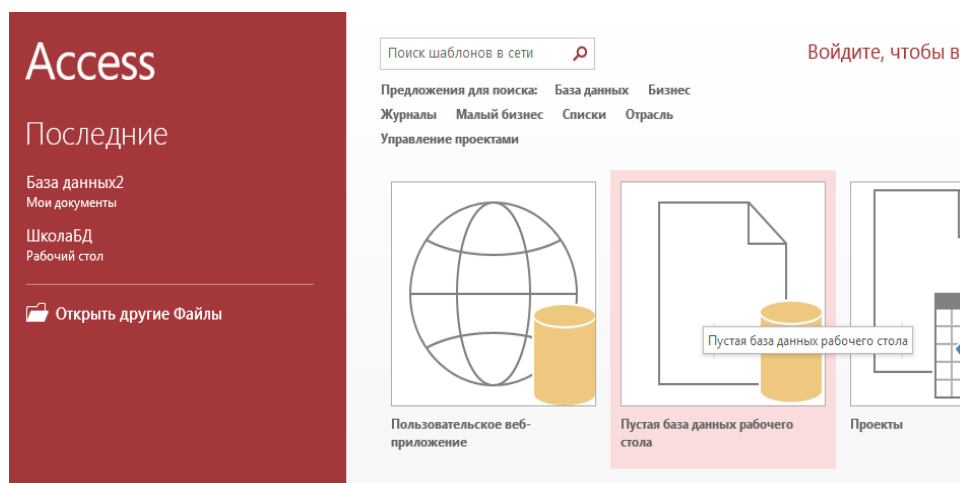 Access
Последние
База данных2
Мои документы
ШколаБД
Рабочий стол
Открыть другие Файлы
Поиск шаблонов в сети
Войдите, чтобы в
Предложения для поиска: База данных Бизнес
Журналы Малый бизнес Списки Отрасль
Управление проектами
Пустая база данных рабочего стола
Пользовательское веб-
приложение
Пустая база данных рабочего
стола
Проекты